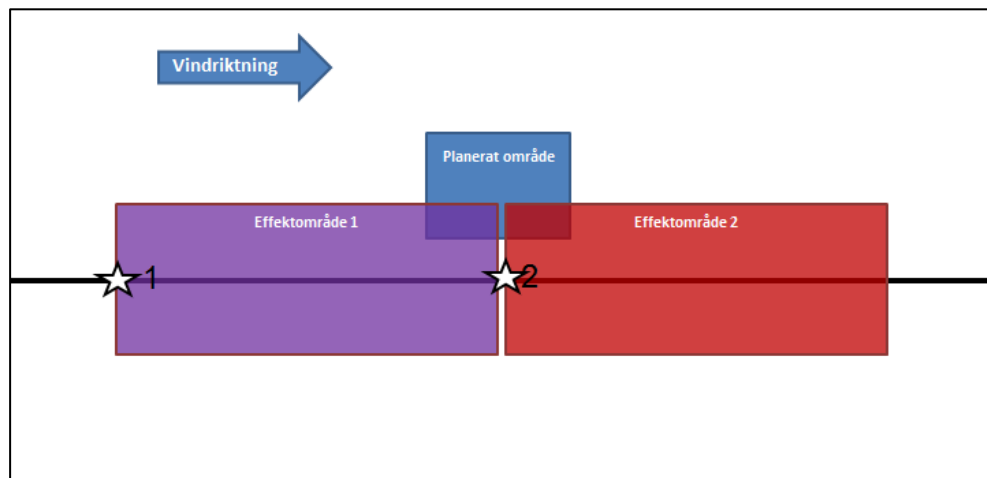 Vindriktning
Planerat område
Effektområde 1
Effektområde 2
1
2